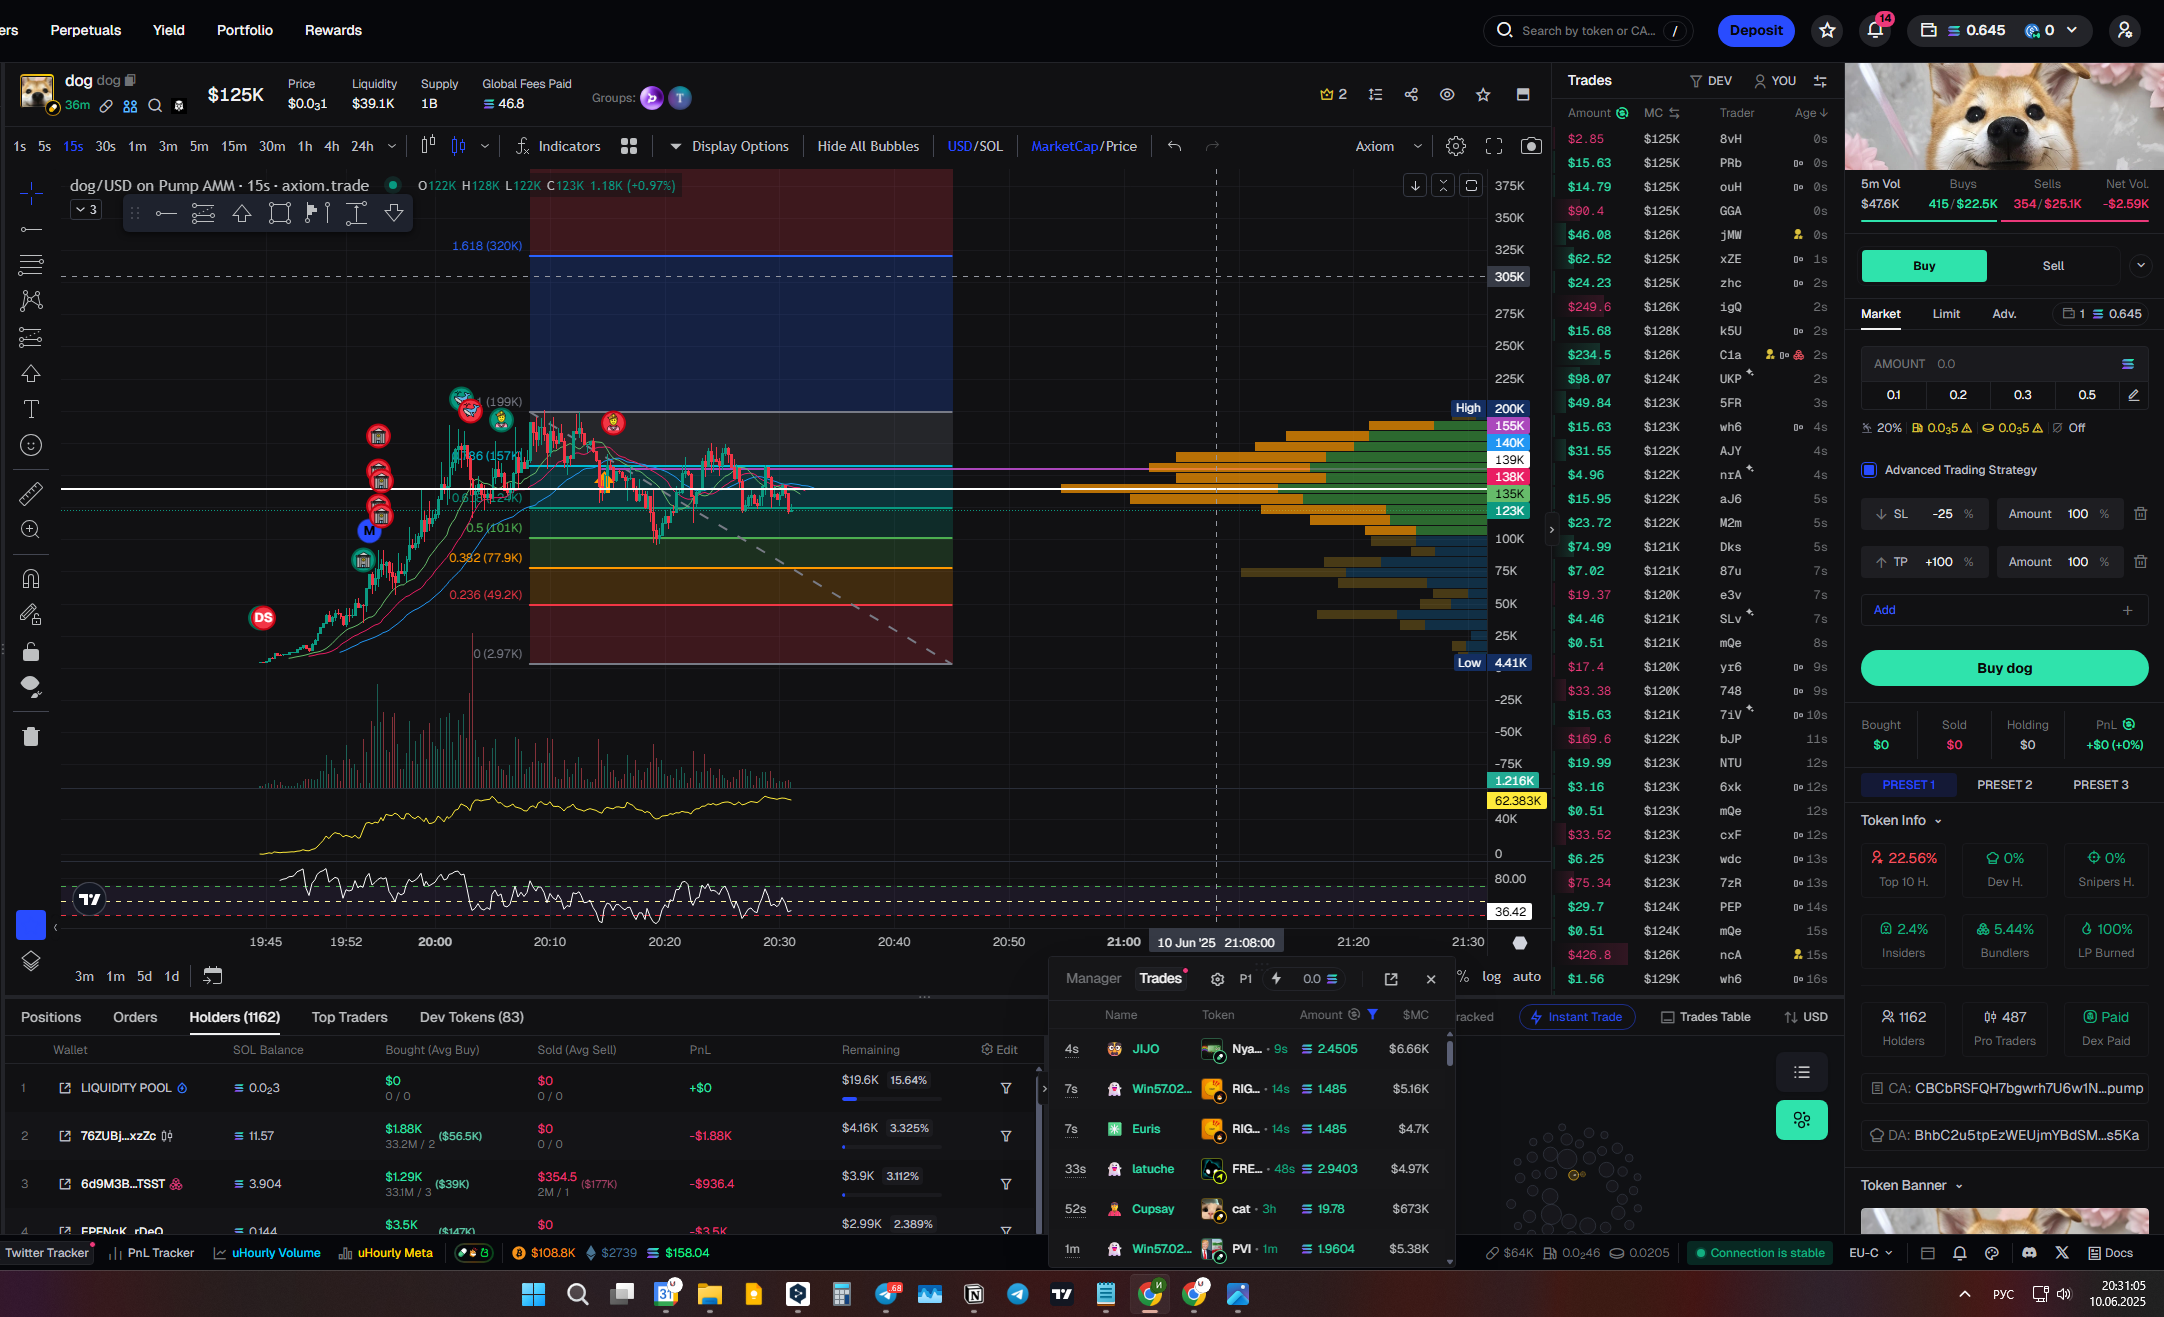 ers Perpetuals Yield Portfolio Rewards
Search by token or CA... / Deposit 14 0.645 0
dog dog $125K Price Liquidity Supply Global Fees Paid
36m $0.0₃1 $39.1K 1B 46.8 Groups: 2
1s 5s 15s 30s 1m 3m 5m 15m 30m 1h 4h 24h Indicators Display Options Hide All Bubbles USD/SOL MarketCap/Price Axiom
dog/USD on Pump AMM · 15s · axiom.trade O122K H128K L122K C123K 1.18K (+0.97%)
3
1.618 (320K)
1 (199K)
0.786 (157K)
0.618 (124K)
0.5 (101K)
0.382 (77.9K)
0.236 (49.2K)
0 (2.97K)
DS
M
375K
350K
325K
305K
275K
250K
225K
High 200K
155K
140K
139K
138K
135K
123K
100K
75K
50K
25K
Low 4.41K
-25K
-50K
-75K
1.216K
62.383K
40K
0
80.00
36.42
19:45 19:52 20:00 20:10 20:20 20:30 20:40 20:50 21:00 10 Jun '25 21:08:00 21:20 21:30
3m 1m 5d 1d % log auto
Trades DEV YOU
Amount MC Trader Age
$2.85 $125K 8vH 0s
$15.63 $125K PRb 0s
$14.79 $125K ouH 0s
$90.4 $125K GGA 0s
$46.08 $126K jMW 0s
$62.52 $125K xZE 1s
$24.23 $125K zhc 2s
$249.6 $126K igQ 2s
$15.68 $128K k5U 2s
$234.5 $126K C1a 2s
$98.07 $124K UKP 2s
$49.84 $123K 5FR 3s
$15.63 $123K wh6 4s
$31.55 $122K AJY 4s
$4.96 $122K nrA 4s
$15.95 $122K aJ6 5s
$23.72 $122K M2m 5s
$74.99 $121K Dks 5s
$7.02 $121K 87u 7s
$19.37 $120K e3v 7s
$4.46 $121K SLv 7s
$0.51 $121K mQe 8s
$17.4 $120K yr6 9s
$33.38 $120K 748 9s
$15.63 $121K 7iV 10s
$169.6 $122K bJP 11s
$19.99 $123K NTU 12s
$3.16 $123K 6xk 12s
$0.51 $123K mQe 12s
$33.52 $123K cxF 12s
$6.25 $123K wdc 13s
$75.34 $123K 7zR 13s
$29.7 $124K PEP 14s
$0.51 $124K mQe 15s
$426.8 $126K ncA 15s
$1.56 $129K wh6 16s
5m Vol Buys Sells Net Vol.
$47.6K 415/$22.5K 354/$25.1K -$2.59K
Buy Sell
Market Limit Adv. 1 0.645
AMOUNT 0.0
0.1 0.2 0.3 0.5
20% 0.0₃5 0.0₃5 Off
Advanced Trading Strategy
SL -25 % Amount 100 %
TP +100 % Amount 100 %
Add
Buy dog
Bought Sold Holding PnL
$0 $0 $0 +$0 (+0%)
PRESET 1 PRESET 2 PRESET 3
Token Info
22.56% 0% 0%
Top 10 H. Dev H. Snipers H.
2.4% 5.44% 100%
Insiders Bundlers LP Burned
1162 487 Paid
Holders Pro Traders Dex Paid
CA: CBCbRSFQH7bgwrh7U6w1N...pump
DA: BhbC2u5tpEzWEUjmYBdSM...s5Ka
Token Banner
Positions Orders Holders (1162) Top Traders Dev Tokens (83)
Wallet SOL Balance Bought (Avg Buy) Sold (Avg Sell) PnL Remaining Edit
1 LIQUIDITY POOL 0.0₂3 $0 $0 +$0 $19.6K 15.64%
0 / 0 0 / 0
2 76ZUBj...xzZc 11.57 $1.88K ($56.5K) $0 -$1.88K $4.16K 3.325%
33.2M / 2 0 / 0
3 6d9M3B...TSST 3.904 $1.29K ($39K) $354.5 ($177K) -$936.4 $3.9K 3.112%
33.1M / 3 2M / 1
4 0.144 $3.5K ($147K) $0 -$3.5K $2.99K 2.389%
Manager Trades P1 0.0
Name Token Amount $MC
4s JIJO Nya... · 9s 2.4505 $6.66K
7s Win57.02... RIG... · 14s 1.485 $5.16K
7s Euris RIG... · 14s 1.485 $4.7K
33s latuche FRE... · 48s 2.9403 $4.97K
52s Cupsay cat · 3h 19.78 $673K
1m Win57.02... PVI · 1m 1.9604 $5.38K
racked Instant Trade Trades Table USD
Twitter Tracker PnL Tracker uHourly Volume uHourly Meta $108.8K $2739 $158.04
$64K 0.0₂46 0.0205 Connection is stable EU-C Docs
31 68 РУС 20:31:05
10.06.2025